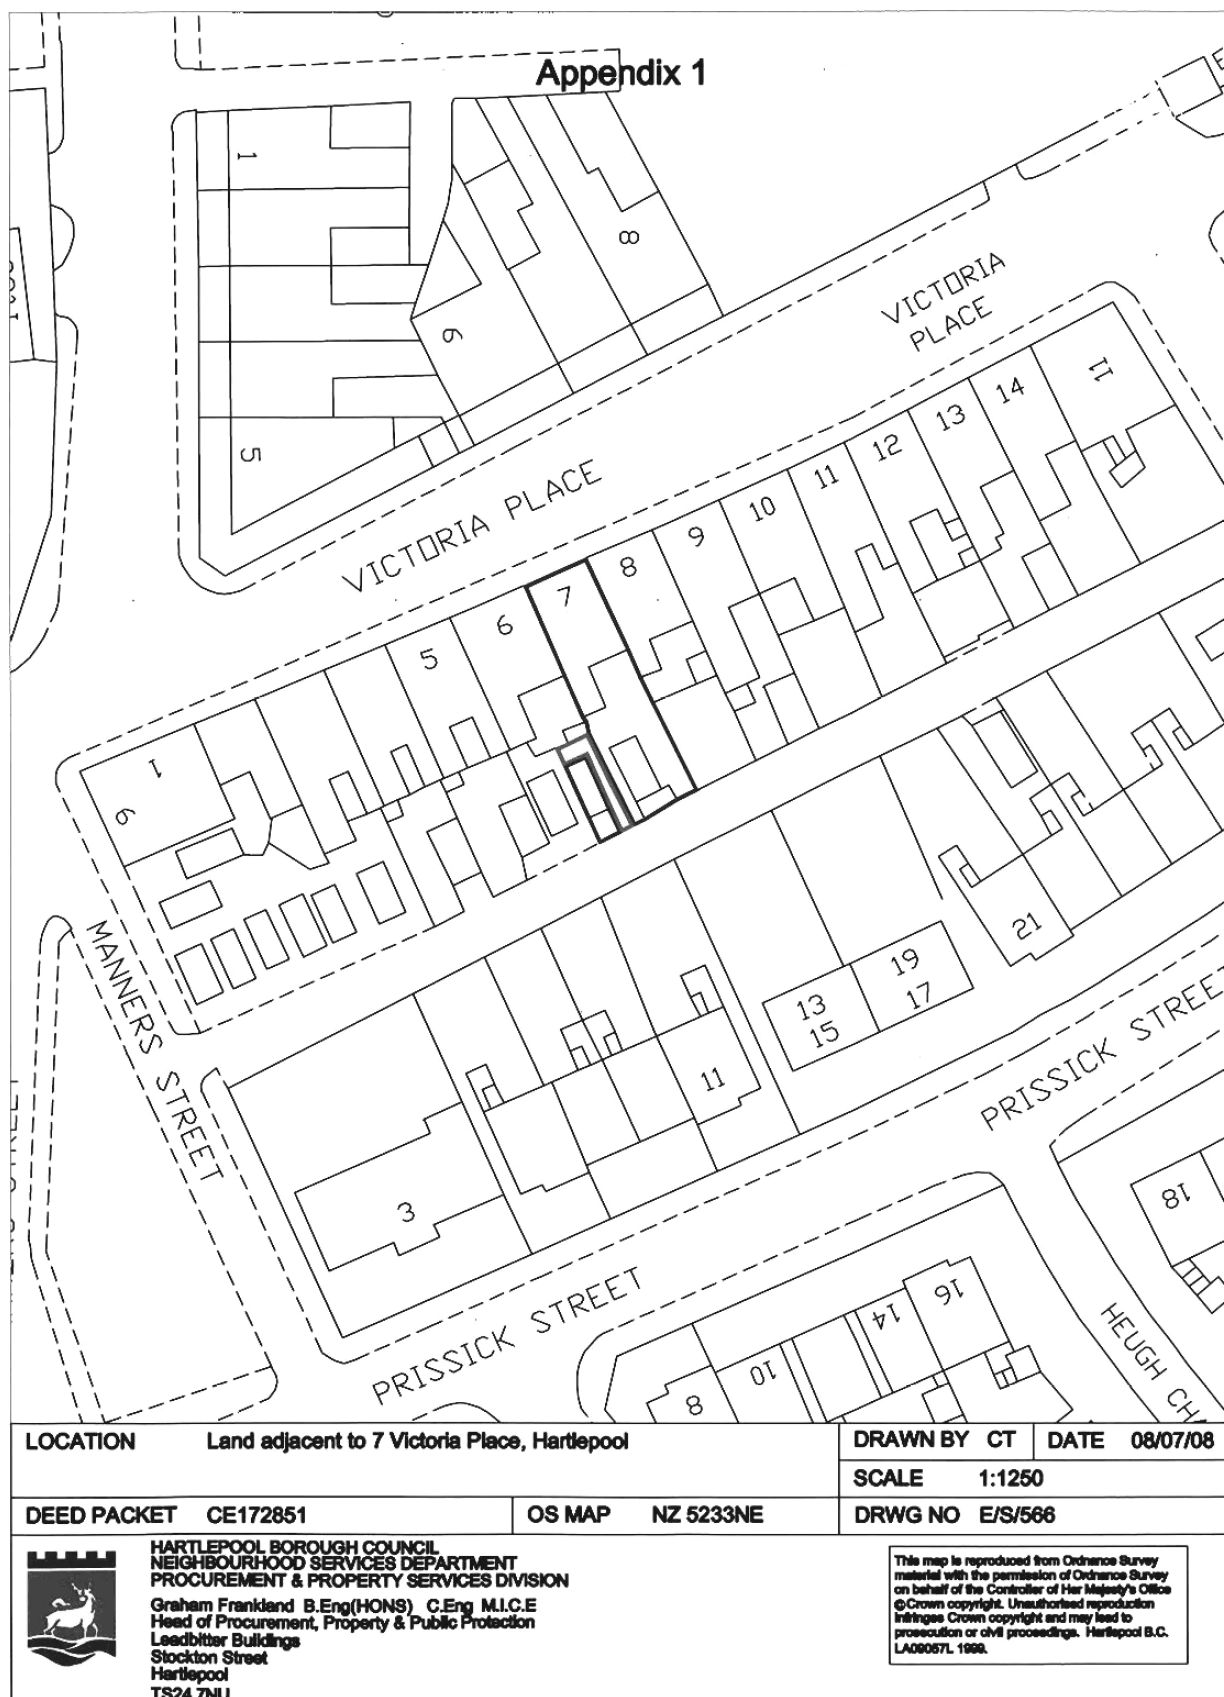 Appendix 1
1
8
6
5
VICTORIA
PLACE
VICTORIA PLACE
11
14
13
12
11
10
9
8
7
6
5
1
6
MANNERS STREET
21
19
17
13
15
11
3
PRISSICK STREET
PRISSICK STREET
18
16
14
10
8
HEUGH
LOCATION Land adjacent to 7 Victoria Place, Hartlepool
DRAWN BY CT DATE 08/07/08
SCALE 1:1250
DEED PACKET CE172851 OS MAP NZ 5233NE DRWG NO E/S/566
HARTLEPOOL BOROUGH COUNCIL
NEIGHBOURHOOD SERVICES DEPARTMENT
PROCUREMENT & PROPERTY SERVICES DIVISION
Graham Frankland B.Eng(HONS) C.Eng M.I.C.E
Head of Procurement, Property & Public Protection
Leadbitter Buildings
Stockton Street
Hartlepool
TS24 7NU
This map is reproduced from Ordnance Survey
material with the permission of Ordnance Survey
on behalf of the Controller of Her Majesty's Office
© Crown copyright. Unauthorised reproduction
infringes Crown copyright and may lead to
prosecution or civil proceedings. Hartlepool B.C.
LA09057L 1999.